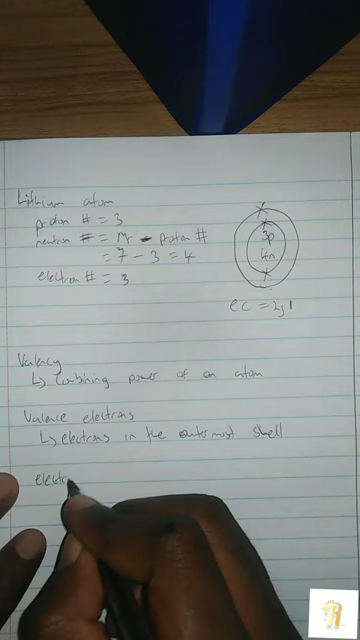 Lithium atom
proton # = 3
neutron # = Mr - proton #
= 7 - 3 = 4
electron # = 3
3p
4n
ec = 2,1
Valency
↳ Combining power of an atom
Valence electrons
↳ electrons in the outermost shell
electr